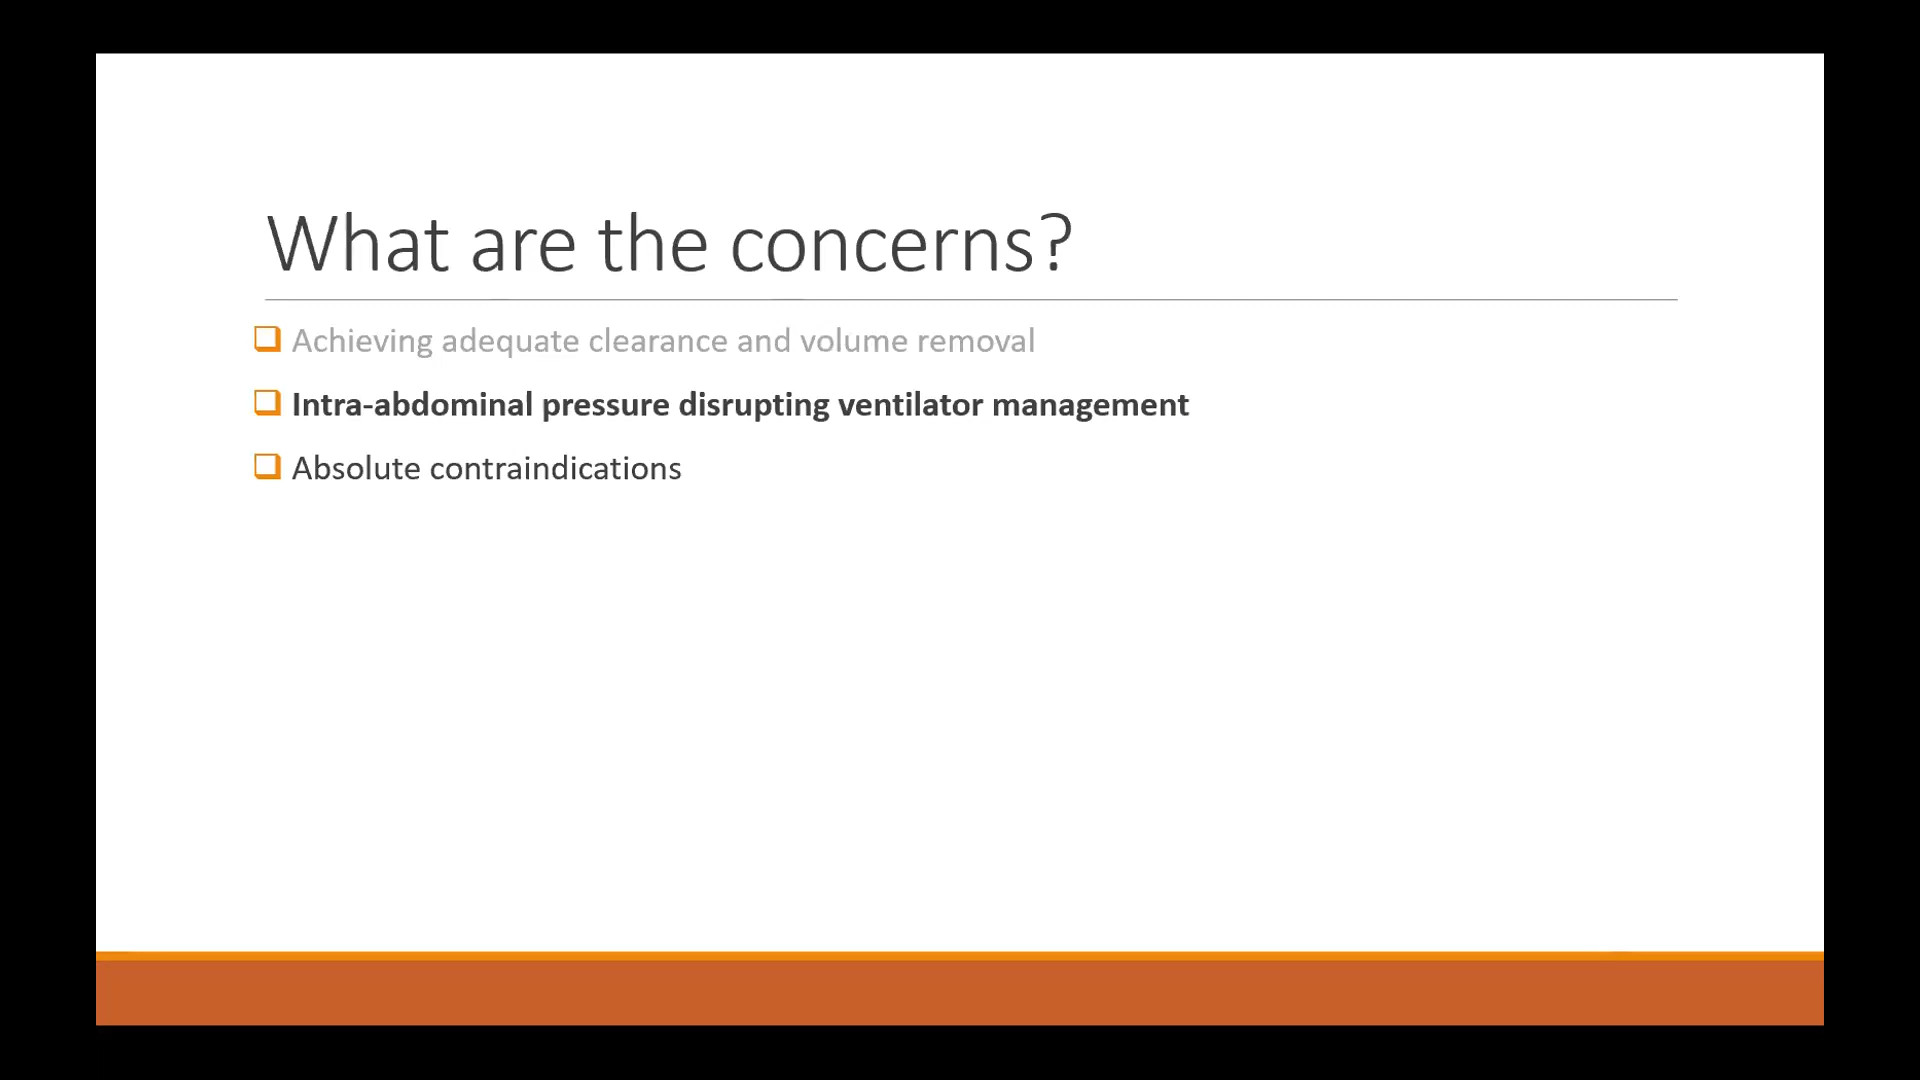 What are the concerns?
Achieving adequate clearance and volume removal
Intra-abdominal pressure disrupting ventilator management
Absolute contraindications